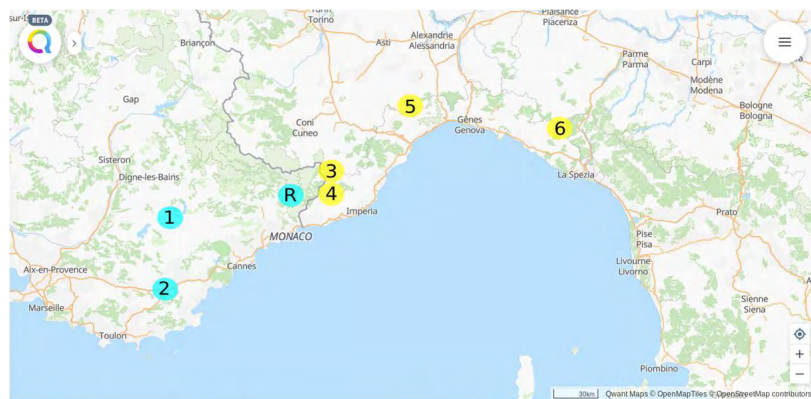 sur-Is
BETA
Torino
Plaisance
Piacenza
Briançon
Asti
Alexandrie
Alessandria
Parme
Parma
Carpi
Modène
Modena
Gap
5
Coni
Cuneo
Gênes
Genova
6
Bologne
Bologna
Sisteron
Digne-les-Bains
3
La Spezia
R
4
Imperia
1
MONACO
Prato
Pise
Pisa
Aix-en-Provence
Cannes
Livourne
Livorno
2
Marseille
Sienne
Siena
Toulon
Piombino
30km
Qwant Maps © OpenMapTiles © OpenStreetMap contributors